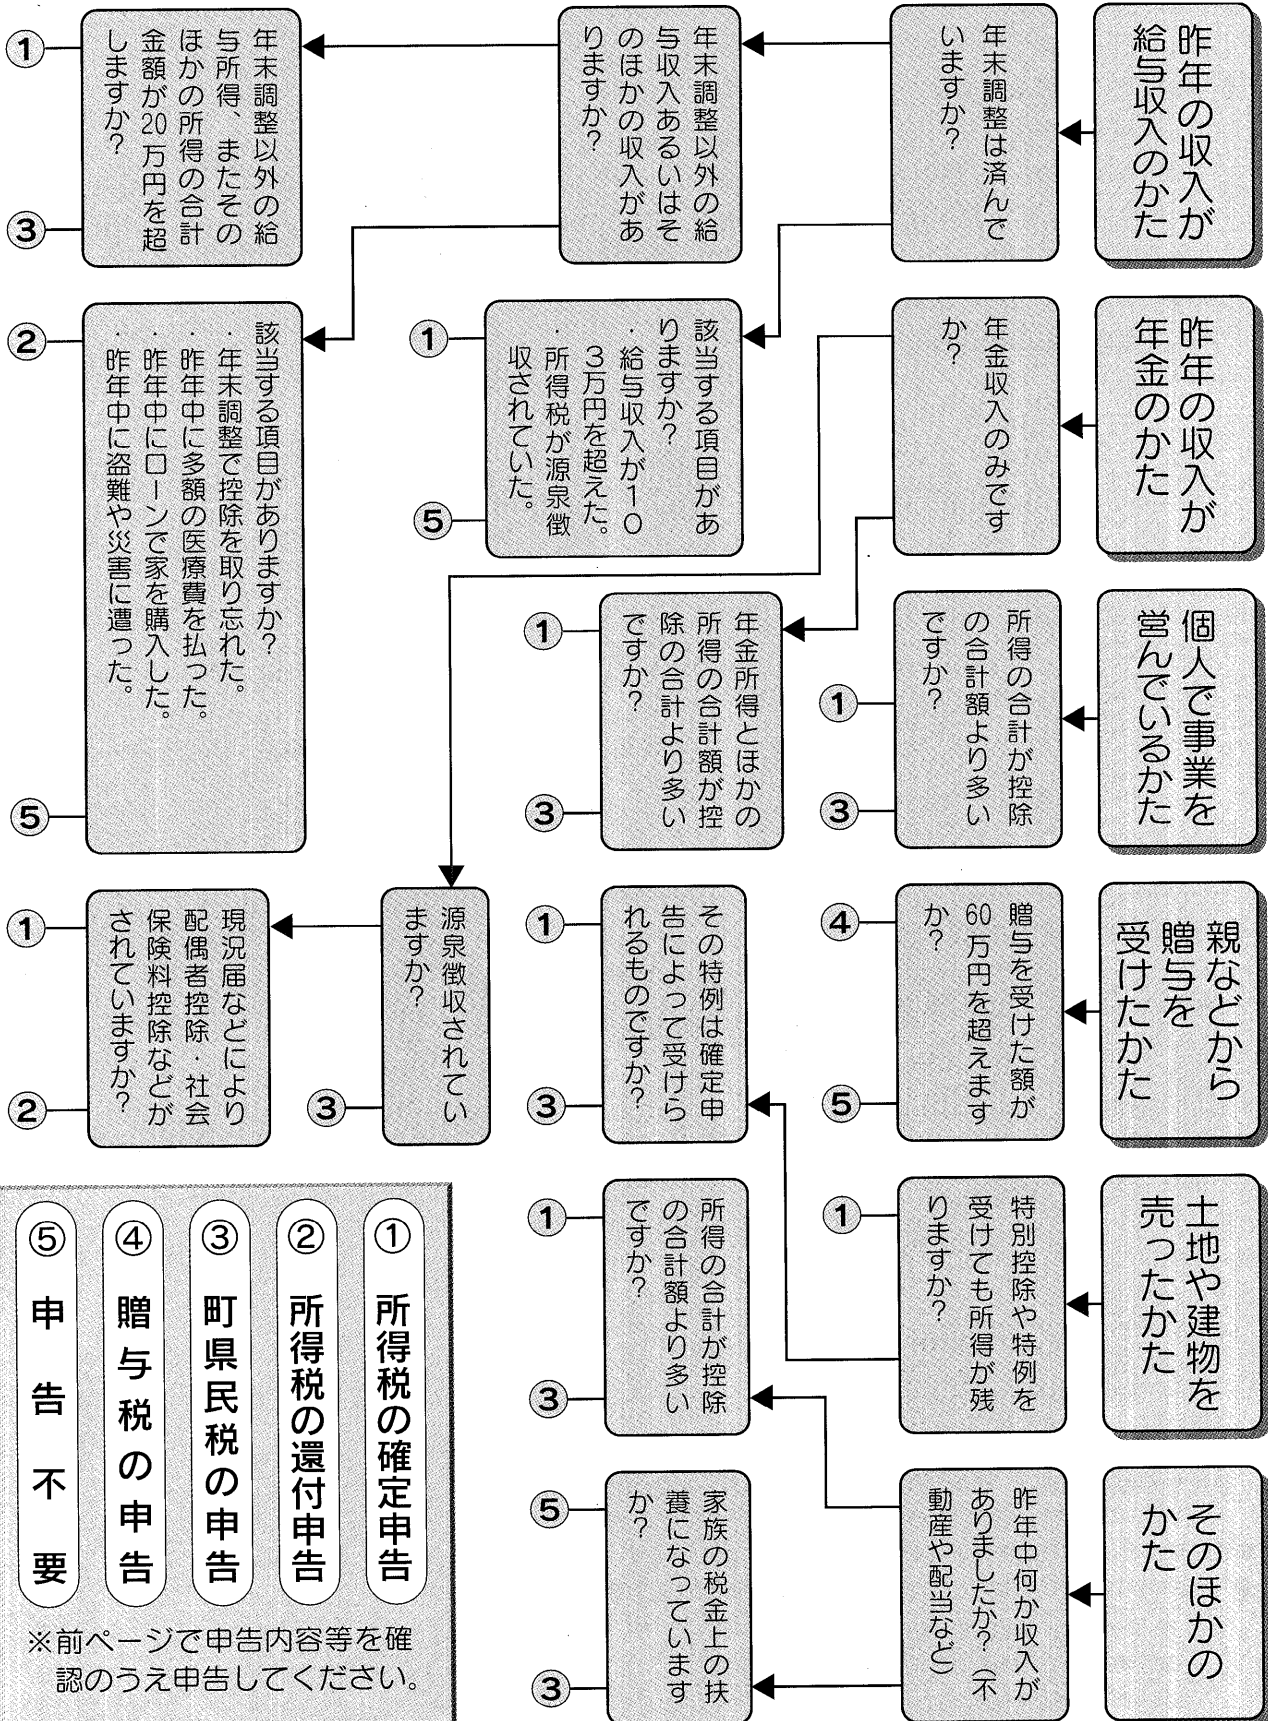 昨年の収入が
給与収入のかた
年末調整は済んで
いますか？
年末調整以外の給
与収入あるいはそ
のほかの収入があ
りますか？
年末調整以外の給
与所得、またその
ほかの所得の合計
金額が20万円を超
しますか？
①
③
該当する項目がありますか？
・年末調整で控除を取り忘れた。
・昨年中に多額の医療費を払った。
・昨年中にローンで家を購入した。
・昨年中に盗難や災害に遭った。
②
⑤
該当する項目があ
りますか？
・給与収入が１０
３万円を超えた。
・所得税が源泉徴
収されていた。
①
⑤
昨年の収入が
年金のかた
年金収入のみです
か？
年金所得とほかの
所得の合計額が控
除の合計より多い
ですか？
①
③
源泉徴収されてい
ますか？
③
現況届などにより
配偶者控除・社会
保険料控除などが
されていますか？
①
②
個人で事業を
営んでいるかた
所得の合計が控除
の合計額より多い
ですか？
①
③
親などから
贈与を
受けたかた
贈与を受けた額が
60万円を超えます
か？
④
⑤
土地や建物を
売ったかた
特別控除や特例を
受けても所得が残
りますか？
①
その特例は確定申
告によって受けら
れるものですか？
①
③
そのほかの
かた
昨年中何か収入が
ありましたか？（不
動産や配当など）
所得の合計が控除
の合計額より多い
ですか？
①
③
家族の税金上の扶
養になっています
か？
⑤
③
① 所得税の確定申告
② 所得税の還付申告
③ 町県民税の申告
④ 贈与税の申告
⑤ 申告不要
※前ページで申告内容等を確
認のうえ申告してください。